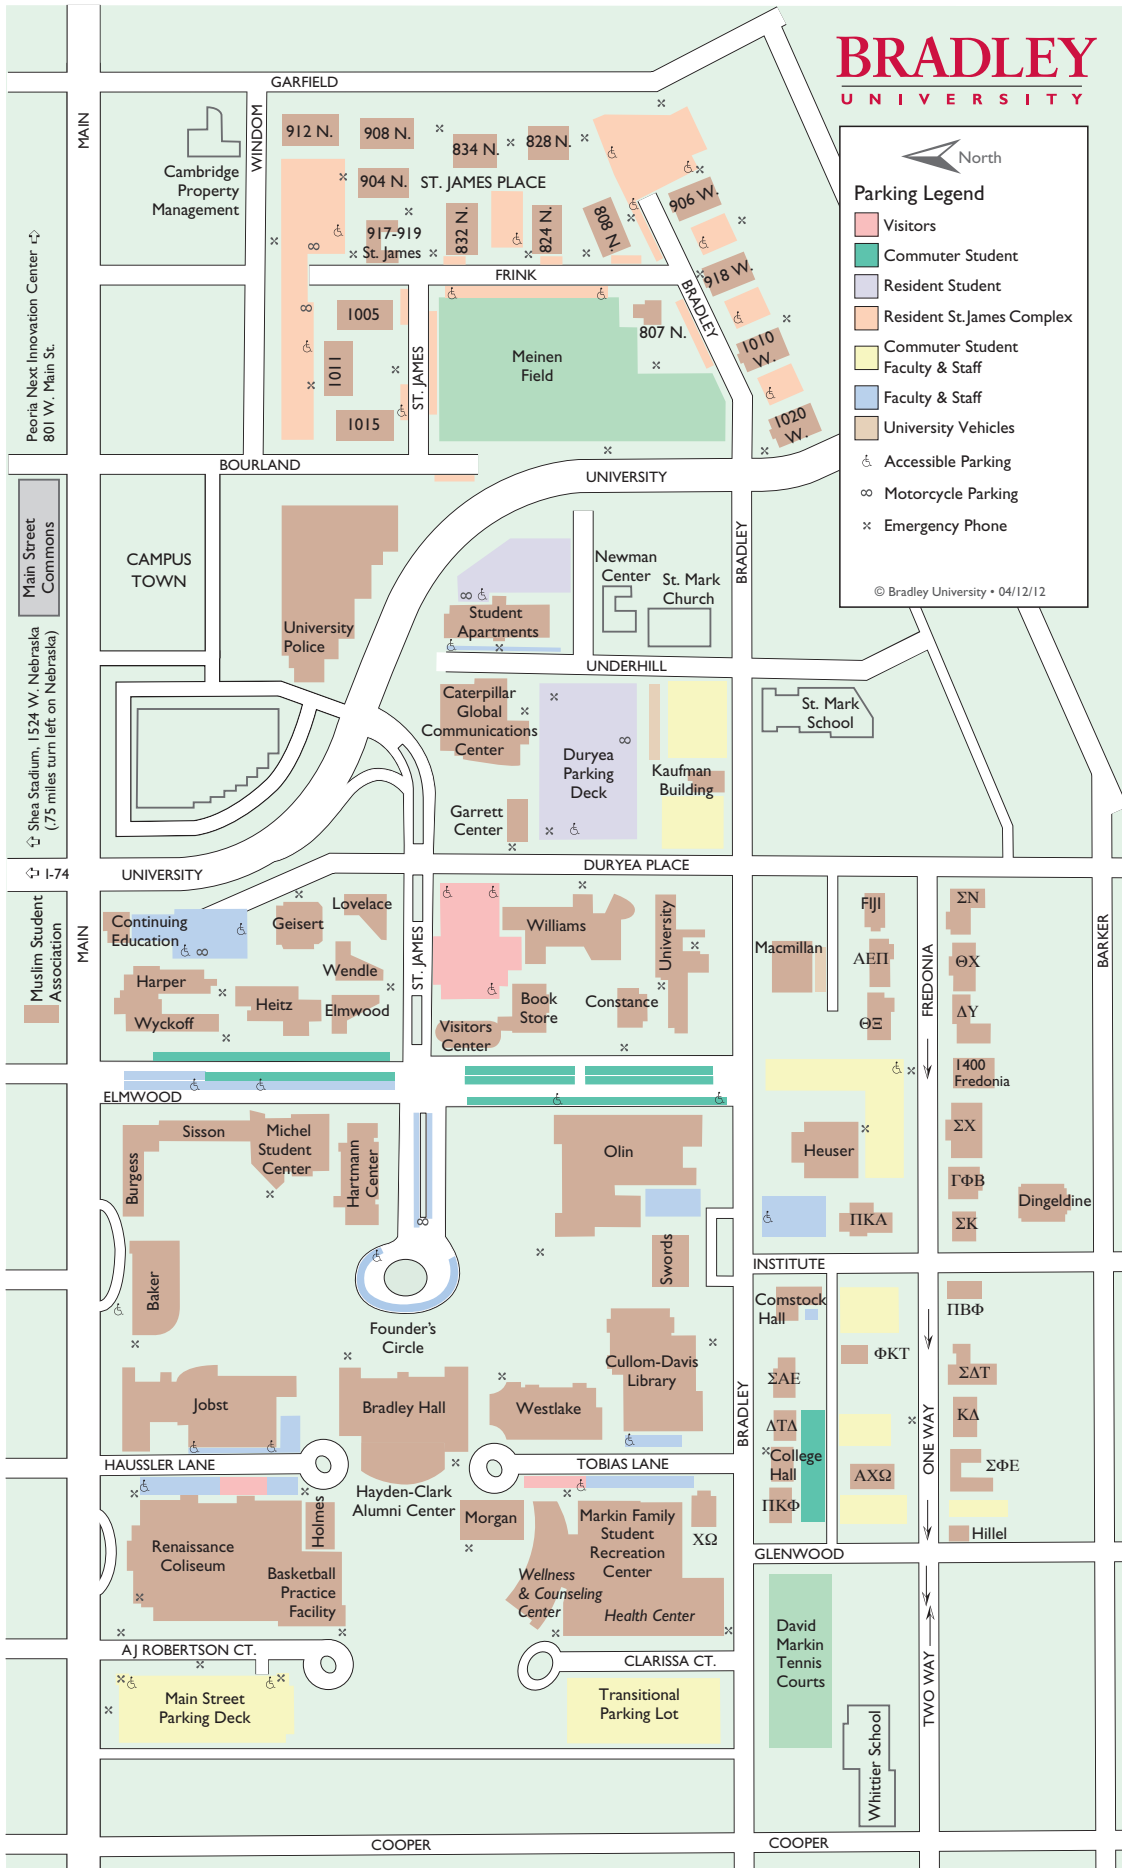 BRADLEY
UNIVERSITY
North
Parking Legend
Visitors
Commuter Student
Resident Student
Resident St. James Complex
Commuter Student
Faculty & Staff
Faculty & Staff
University Vehicles
Accessible Parking
Motorcycle Parking
Emergency Phone
© Bradley University • 04/12/12
GARFIELD
MAIN
WINDOM
Cambridge
Property
Management
912 N.
908 N.
834 N.
828 N.
904 N.
ST. JAMES PLACE
917-919
St. James
832 N.
824 N.
808 N.
906 W.
918 W.
1010
W.
1020
W.
FRINK
BRADLEY
807 N.
1005
1011
1015
ST. JAMES
Meinen
Field
Peoria Next Innovation Center
801 W. Main St.
BOURLAND
UNIVERSITY
Main Street
Commons
CAMPUS
TOWN
University
Police
Student
Apartments
Newman
Center
St. Mark
Church
BRADLEY
UNDERHILL
Shea Stadium, 1524 W. Nebraska
(.75 miles turn left on Nebraska)
Caterpillar
Global
Communications
Center
Duryea
Parking
Deck
Kaufman
Building
St. Mark
School
Garrett
Center
DURYEA PLACE
I-74
UNIVERSITY
Muslim Student
Association
MAIN
Continuing
Education
Geisert
Lovelace
Wendle
Harper
Heitz
Elmwood
Wyckoff
ST. JAMES
Williams
University
Book
Store
Constance
Visitors
Center
Macmillan
FIJI
ΑΕΠ
ΘΞ
FREDONIA
ΣΝ
ΘΧ
ΔΥ
1400
Fredonia
BARKER
ELMWOOD
Sisson
Burgess
Michel
Student
Center
Hartmann
Center
Olin
Heuser
ΣΧ
ΓΦΒ
ΣΚ
Dingeldine
ΠΚΑ
Swords
Baker
INSTITUTE
Founder's
Circle
Comstock
Hall
ΠΒΦ
ΦΚΤ
ΣΔΤ
Cullom-Davis
Library
ΣΑΕ
Jobst
Bradley Hall
Westlake
BRADLEY
ΔΤΔ
ΚΔ
ONE WAY
HAUSSLER LANE
TOBIAS LANE
College
Hall
ΑΧΩ
ΣΦΕ
Hayden-Clark
Alumni Center
ΠΚΦ
Holmes
Morgan
Markin Family
Student
Recreation
Center
ΧΩ
Hillel
Renaissance
Coliseum
GLENWOOD
Basketball
Practice
Facility
Wellness
& Counseling
Center
Health Center
David
Markin
Tennis
Courts
AJ ROBERTSON CT.
CLARISSA CT.
TWO WAY
Main Street
Parking Deck
Transitional
Parking Lot
Whittier School
COOPER
COOPER